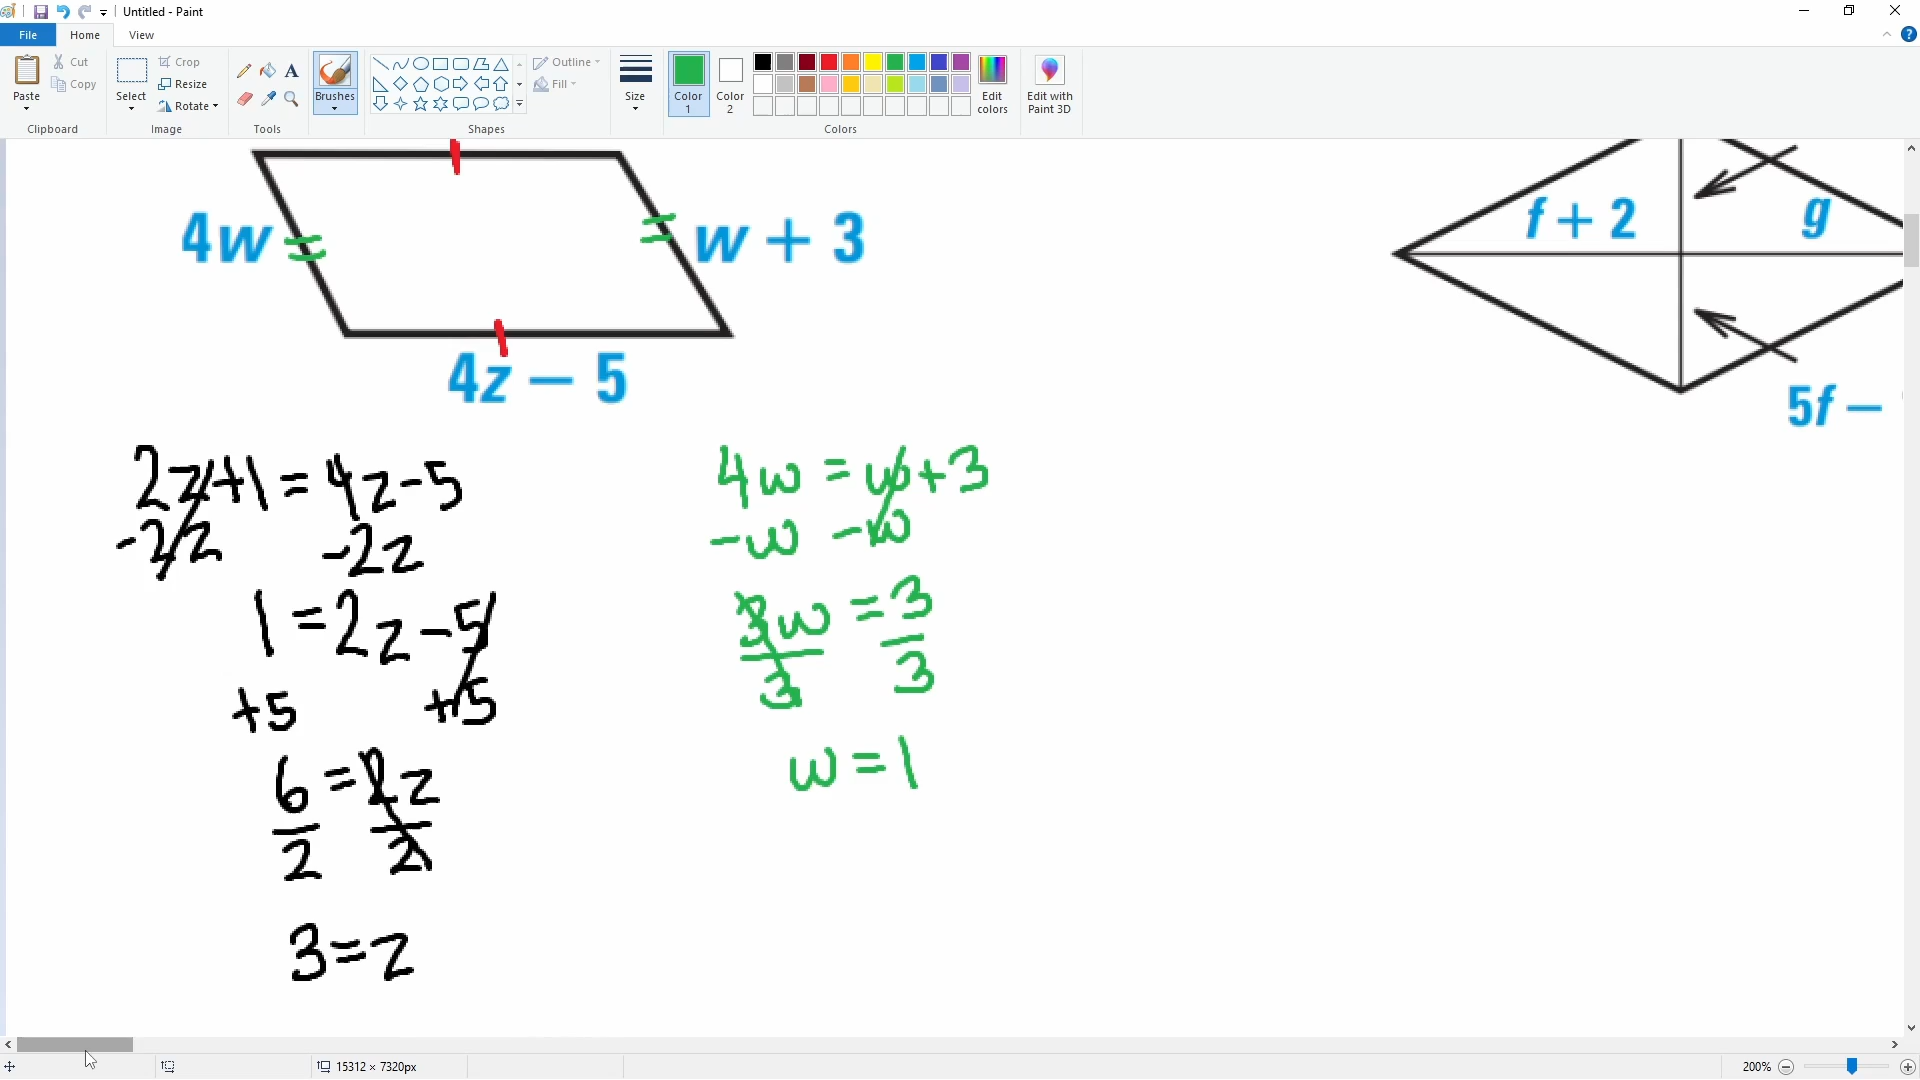 Untitled - Paint
File Home View
Paste
Cut
Copy
Clipboard
Select
Crop
Resize
Rotate
Image
A
Tools
Brushes
Outline
Fill
Shapes
Size
Color 1
Color 2
Edit colors
Colors
Edit with Paint 3D
4w
w + 3
4z – 5
f + 2
g
5f –
2z+1 = 4z-5
-2z -2z
1 = 2z-5
+5 +5
6 = 2z
2 2
3 = z
4w = w+3
-w -w
3w = 3
3 3
w = 1
15312 × 7320px
200%